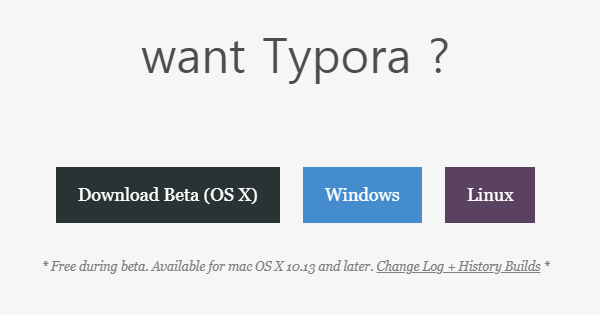 want Typora ?
Download Beta (OS X) Windows Linux
* Free during beta. Available for mac OS X 10.13 and later. Change Log + History Builds *